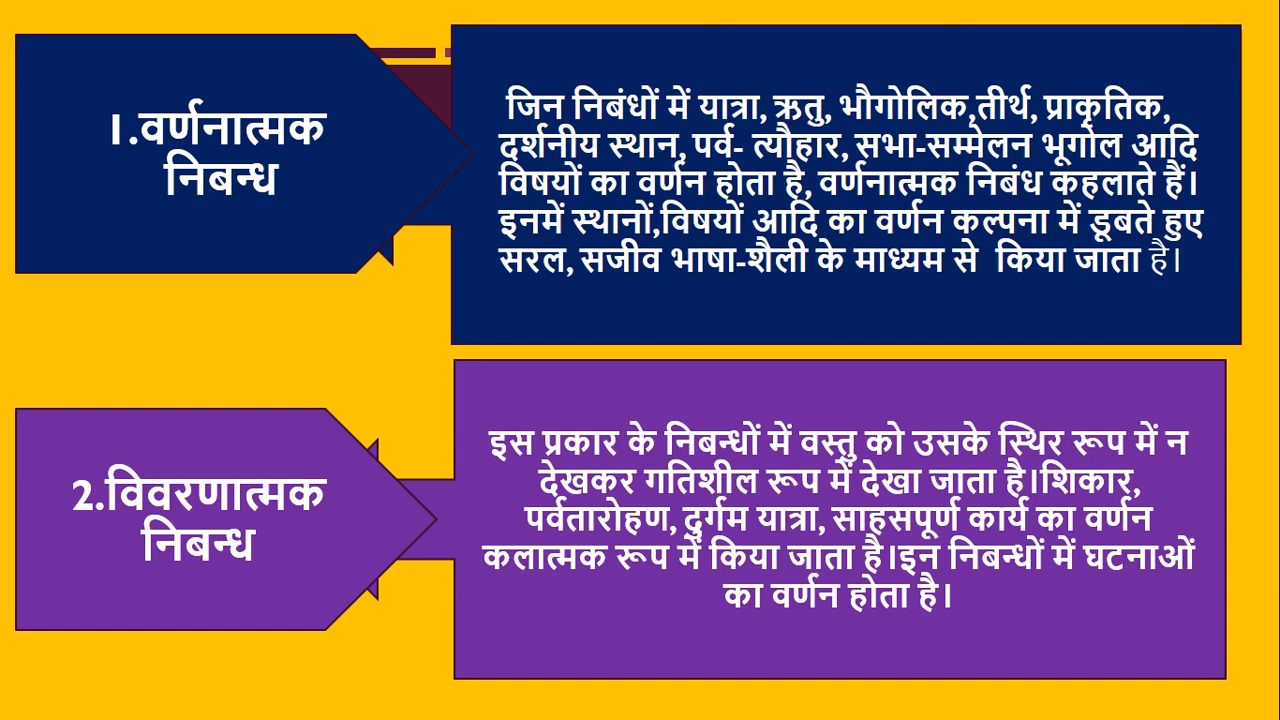 1.वर्णनात्मक
निबन्ध
जिन निबंधों में यात्रा, ऋतु, भौगोलिक,तीर्थ, प्राकृतिक,
दर्शनीय स्थान, पर्व- त्यौहार, सभा-सम्मेलन भूगोल आदि
विषयों का वर्णन होता है, वर्णनात्मक निबंध कहलाते हैं।
इनमें स्थानों,विषयों आदि का वर्णन कल्पना में डूबते हुए
सरल, सजीव भाषा-शैली के माध्यम से किया जाता है।
2.विवरणात्मक
निबन्ध
इस प्रकार के निबन्धों में वस्तु को उसके स्थिर रूप में न
देखकर गतिशील रूप में देखा जाता है।शिकार,
पर्वतारोहण, दुर्गम यात्रा, साहसपूर्ण कार्य का वर्णन
कलात्मक रूप में किया जाता है।इन निबन्धों में घटनाओं
का वर्णन होता है।